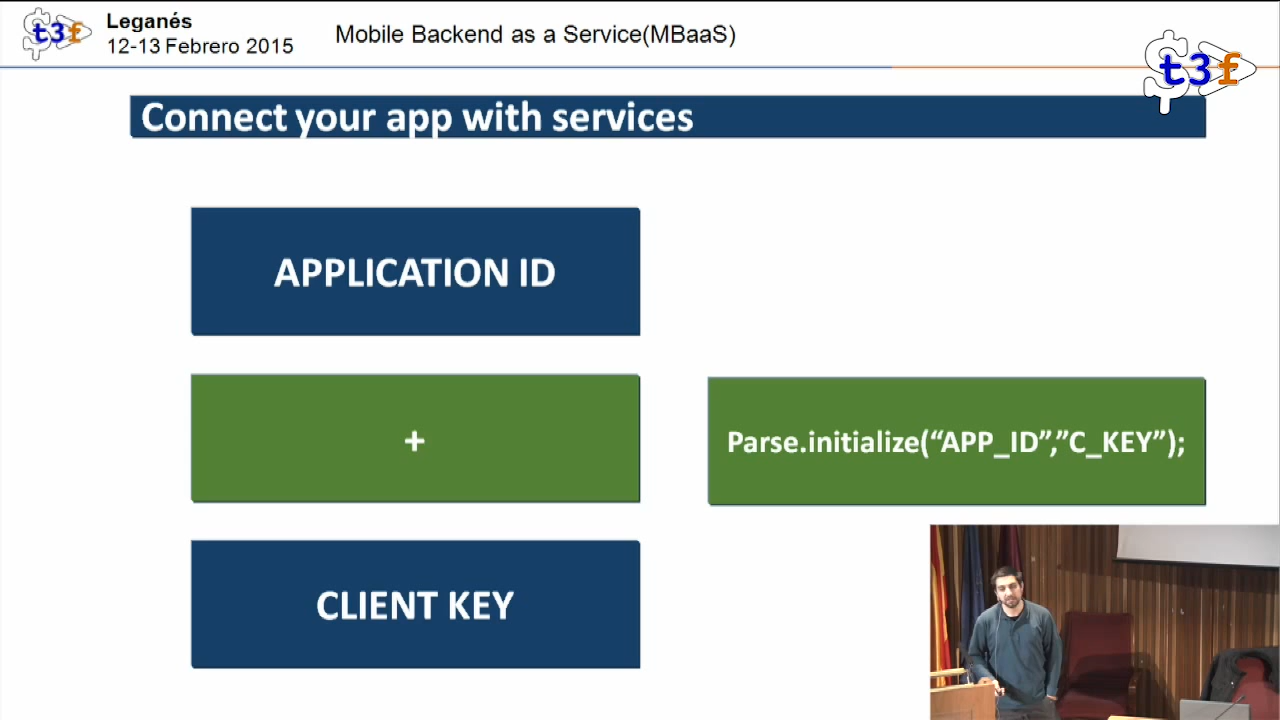 t3f
Leganés
12-13 Febrero 2015
Mobile Backend as a Service(MBaaS)
t3f
Connect your app with services
APPLICATION ID
+
Parse.initialize(“APP_ID”,”C_KEY”);
CLIENT KEY